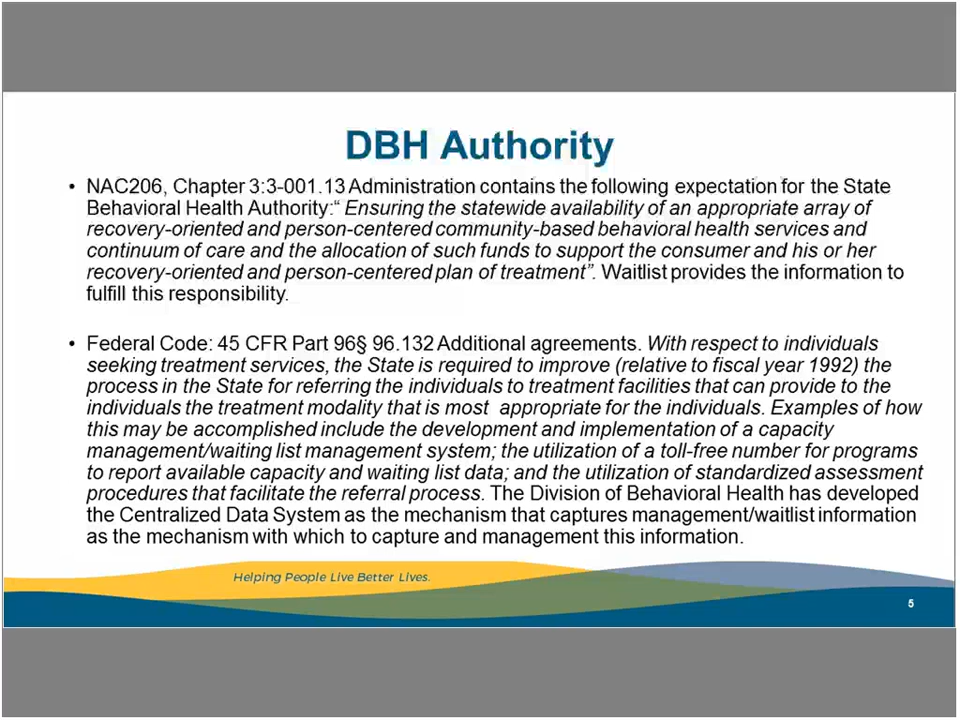 DBH Authority
• NAC206, Chapter 3:3-001.13 Administration contains the following expectation for the State
Behavioral Health Authority:“ Ensuring the statewide availability of an appropriate array of
recovery-oriented and person-centered community-based behavioral health services and
continuum of care and the allocation of such funds to support the consumer and his or her
recovery-oriented and person-centered plan of treatment”. Waitlist provides the information to
fulfill this responsibility.
• Federal Code: 45 CFR Part 96§ 96.132 Additional agreements. With respect to individuals
seeking treatment services, the State is required to improve (relative to fiscal year 1992) the
process in the State for referring the individuals to treatment facilities that can provide to the
individuals the treatment modality that is most appropriate for the individuals. Examples of how
this may be accomplished include the development and implementation of a capacity
management/waiting list management system; the utilization of a toll-free number for programs
to report available capacity and waiting list data; and the utilization of standardized assessment
procedures that facilitate the referral process. The Division of Behavioral Health has developed
the Centralized Data System as the mechanism that captures management/waitlist information
as the mechanism with which to capture and management this information.
Helping People Live Better Lives.
5